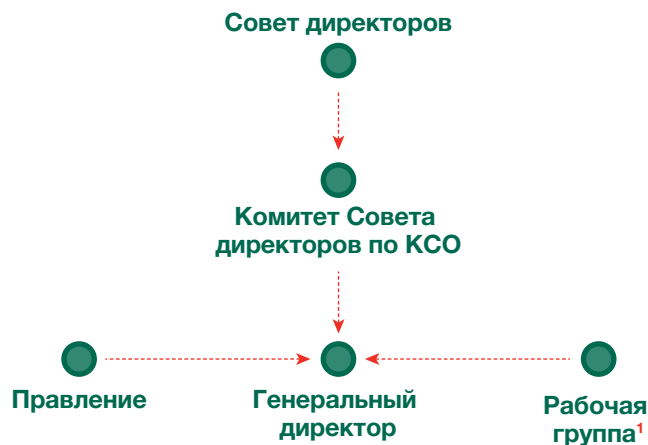 Совет директоров
Комитет Совета
директоров по КСО
Правление
Генеральный
директор
Рабочая
группа¹